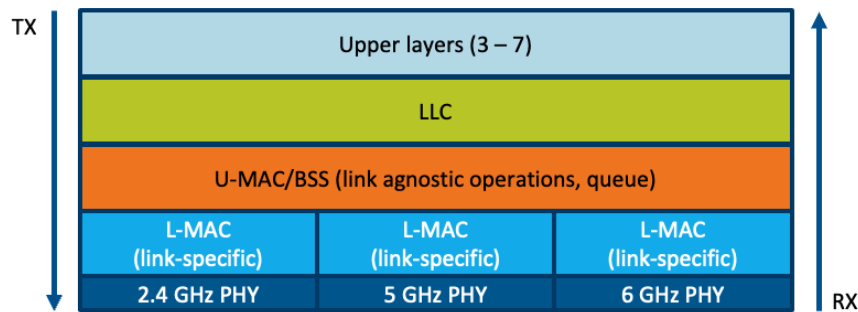 TX
Upper layers (3 – 7)
LLC
U-MAC/BSS (link agnostic operations, queue)
L-MAC
(link-specific)
L-MAC
(link-specific)
L-MAC
(link-specific)
2.4 GHz PHY
5 GHz PHY
6 GHz PHY
RX